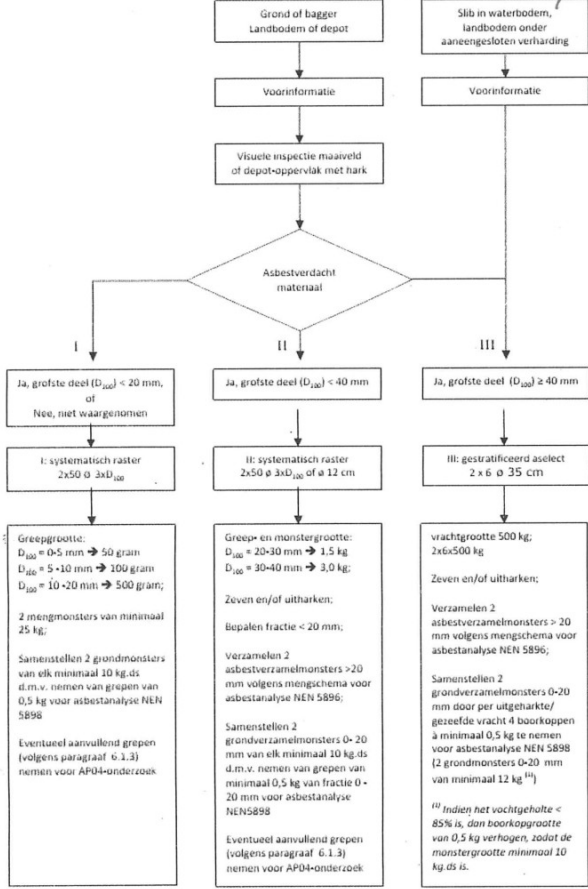 Grond of bagger
Landbodem of depot
Slib in waterbodem,
landbodem onder
aaneengesloten verharding
Voorinformatie
Voorinformatie
Visuele inspectie maaiveld
of depot-oppervlak met hark
Asbestverdacht
materiaal
I
II
III
Ja, grofste deel (D₁₀₀) < 20 mm,
of
Nee, niet waargenomen
Ja, grofste deel (D₁₀₀) < 40 mm
Ja, grofste deel (D₁₀₀) ≥ 40 mm
I: systematisch raster
2x50 ø 3xD₁₀₀
II: systematisch raster
2x50 ø 3xD₁₀₀ of ø 12 cm
III: gestratificeerd aselect
2 x 6 ø 35 cm
Greepgrootte:
D₁₀₀ = 0-5 mm ➔ 50 gram
D₁₀₀ = 5 -10 mm ➔ 100 gram
D₁₀₀ = 10 -20 mm ➔ 500 gram;
2 mengmonsters van minimaal
25 kg;
Samenstellen 2 grondmonsters
van elk minimaal 10 kg.ds
d.m.v. nemen van grepen van
0,5 kg voor asbestanalyse NEN
5898
Eventueel aanvullend grepen
(volgens paragraaf 6.1.3)
nemen voor AP04-onderzoek
Greep- en monstergrootte:
D₁₀₀ = 20-30 mm ➔ 1,5 kg
D₁₀₀ = 30-40 mm ➔ 3,0 kg;
Zeven en/of uitharken;
Bepalen fractie < 20 mm;
Verzamelen 2
asbestverzamelmonsters >20
mm volgens mengschema voor
asbestanalyse NEN 5896;
Samenstellen 2
grondverzamelmonsters 0- 20
mm van elk minimaal 10 kg.ds
d.m.v. nemen van grepen van
minimaal 0,5 kg van fractie 0 -
20 mm voor asbestanalyse
NEN5898
Eventueel aanvullend grepen
(volgens paragraaf 6.1.3)
nemen voor AP04-onderzoek
vrachtgrootte 500 kg;
2x6x500 kg
Zeven en/of uitharken;
Verzamelen 2
asbestverzamelmonsters > 20
mm volgens mengschema voor
asbestanalyse NEN 5896;
Samenstellen 2
grondverzamelmonsters 0-20
mm door per uitgeharkte/
gezeefde vracht 4 boorkoppen
à minimaal 0,5 kg te nemen
voor asbestanalyse NEN 5898
(2 grondmonsters 0-20 mm
van minimaal 12 kg ⁽¹⁾)
⁽¹⁾ Indien het vochtgehalte <
85% is, dan boorkopgrootte
van 0,5 kg verhogen, zodat de
monstergrootte minimaal 10
kg.ds is.